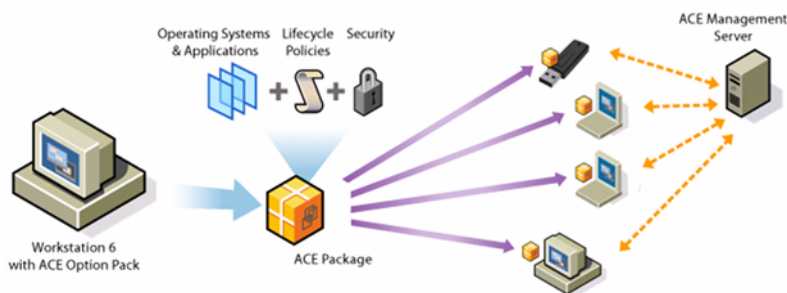 Operating Systems
& Applications
Lifecycle
Policies
Security
ACE Management
Server
Workstation 6
with ACE Option Pack
ACE Package